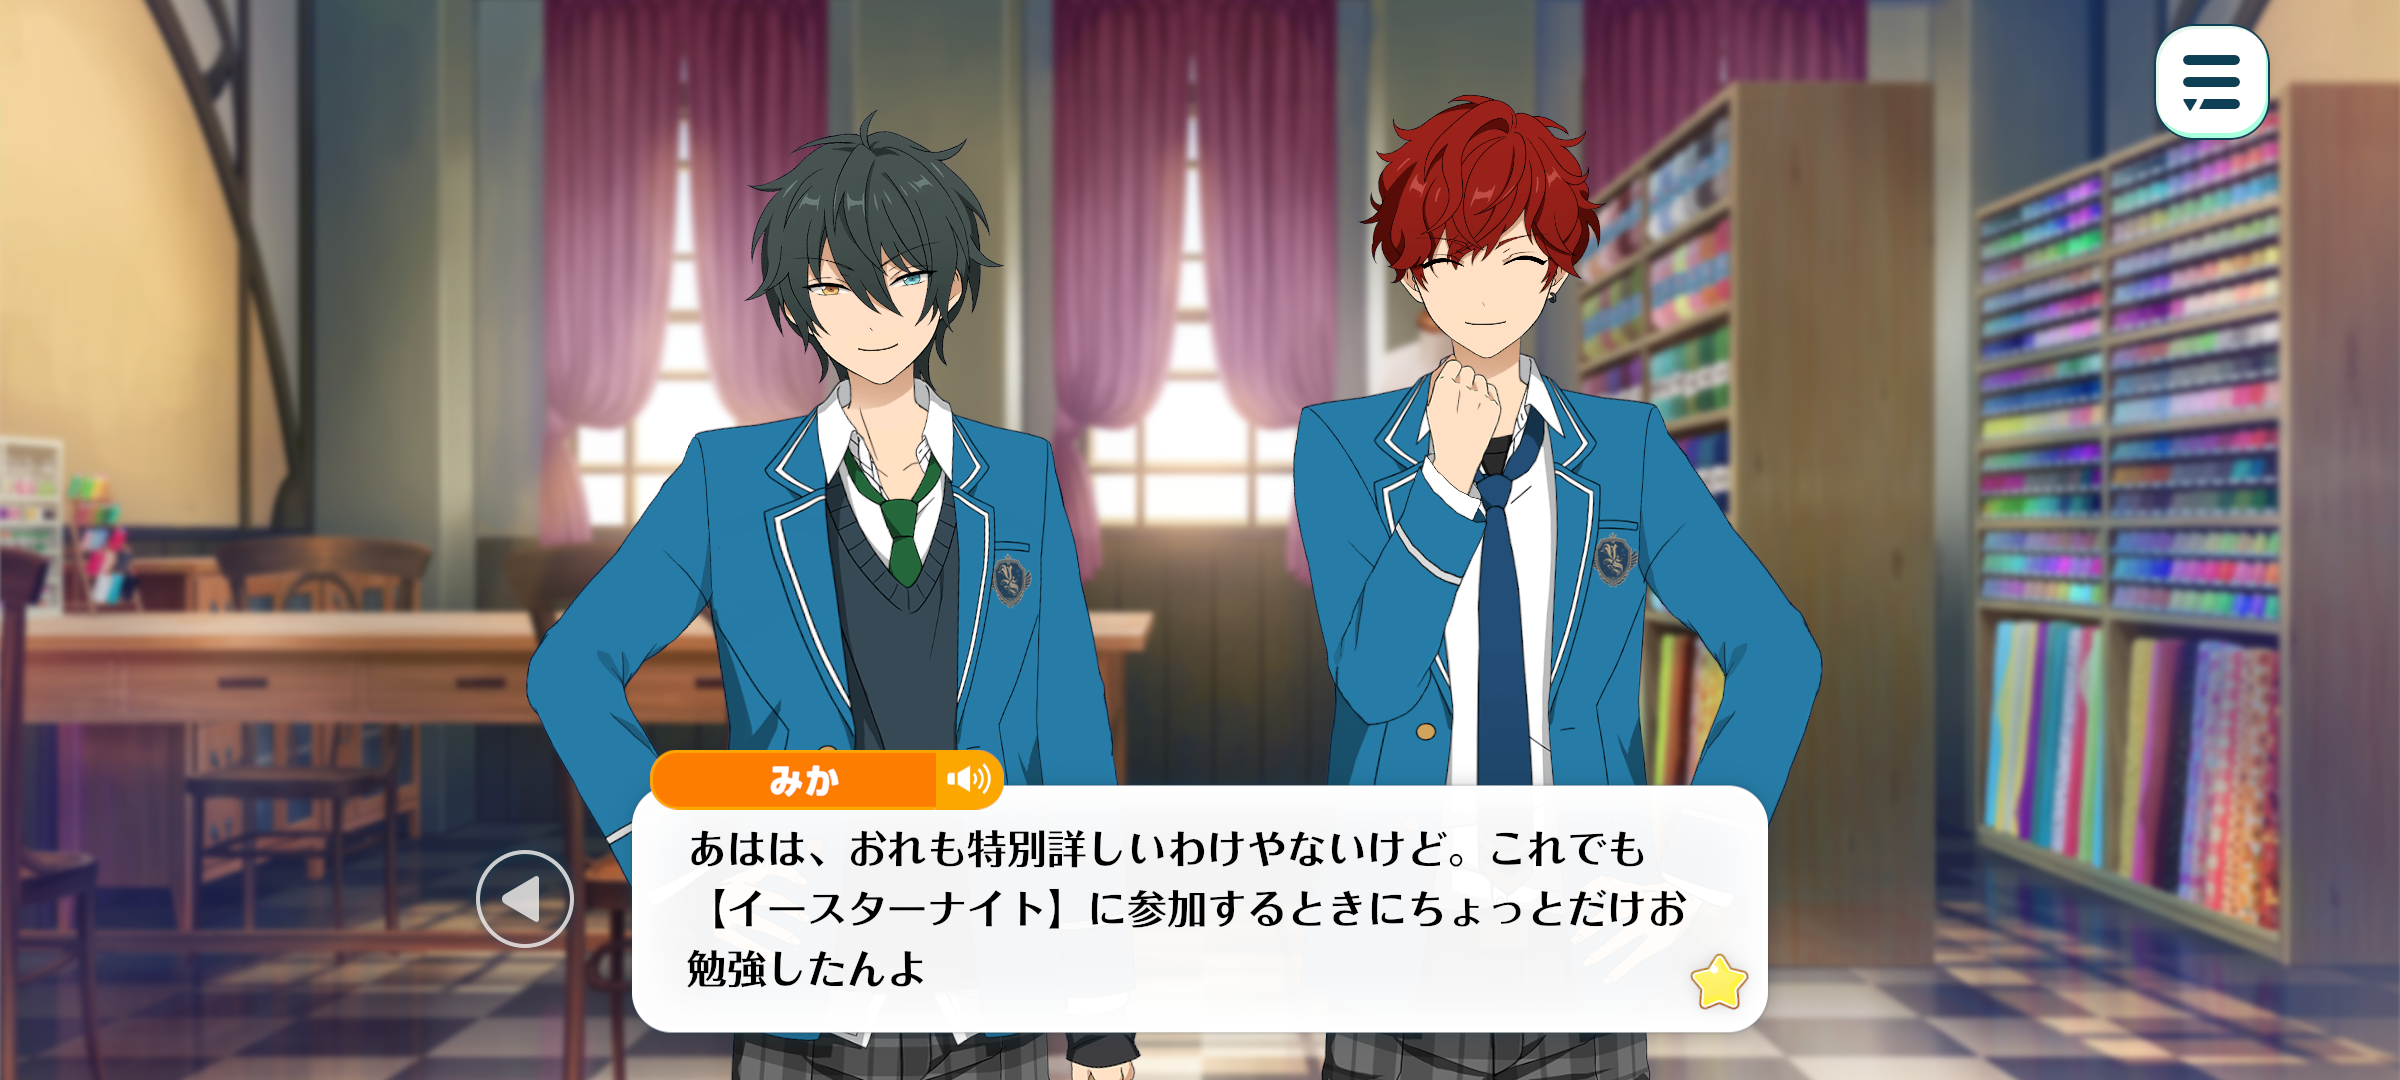 みか
あはは、おれも特別詳しいわけやないけど。これでも
【イースターナイト】に参加するときにちょっとだけお
勉強したんよ